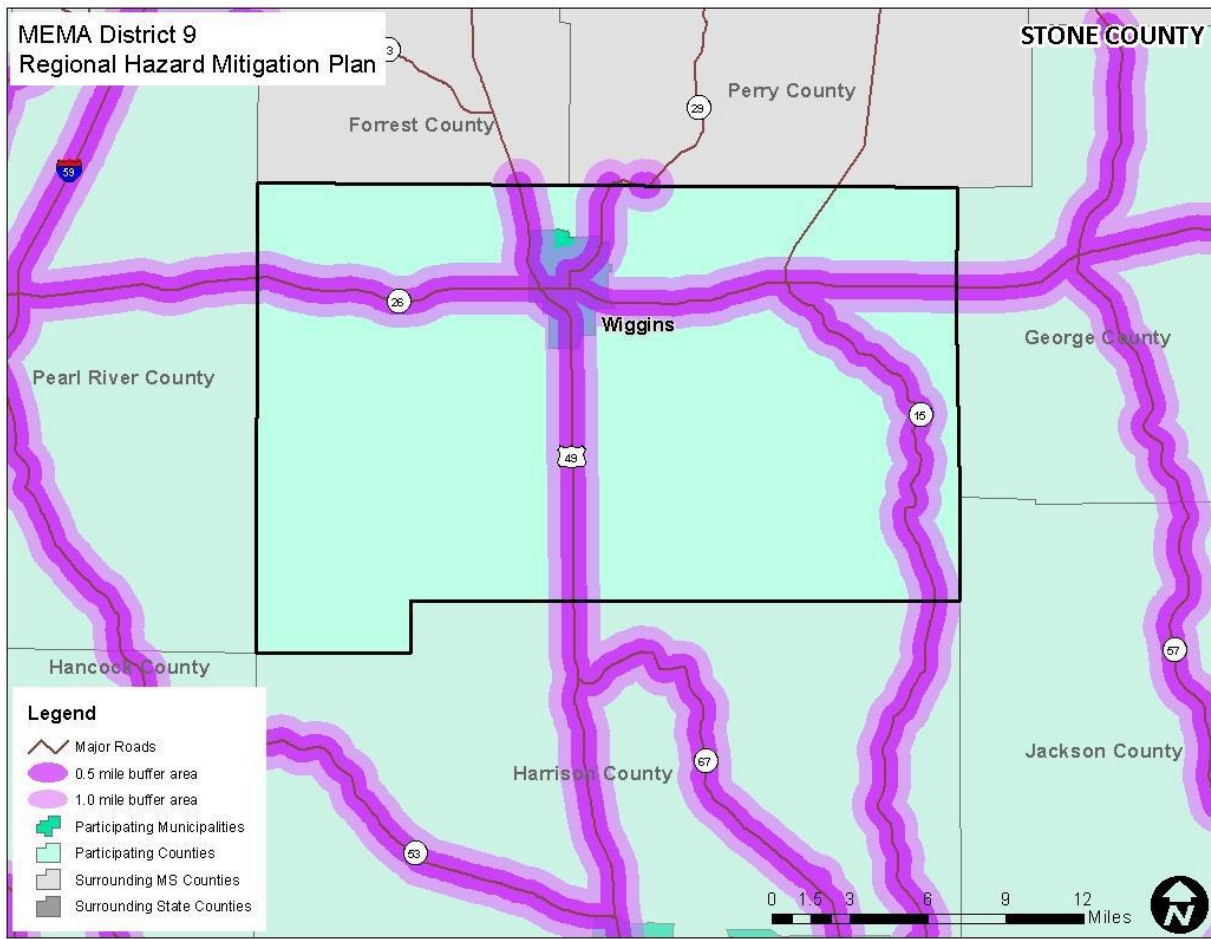 MEMA District 9
Regional Hazard Mitigation Plan
STONE COUNTY
Perry County
Forrest County
29
59
26
Wiggins
George County
Pearl River County
15
49
Hancock County
57
Legend
Major Roads
0.5 mile buffer area
1.0 mile buffer area
Participating Municipalities
Participating Counties
Surrounding MS Counties
Surrounding State Counties
Harrison County
67
Jackson County
53
0 1.5 3 6 9 12
Miles
N